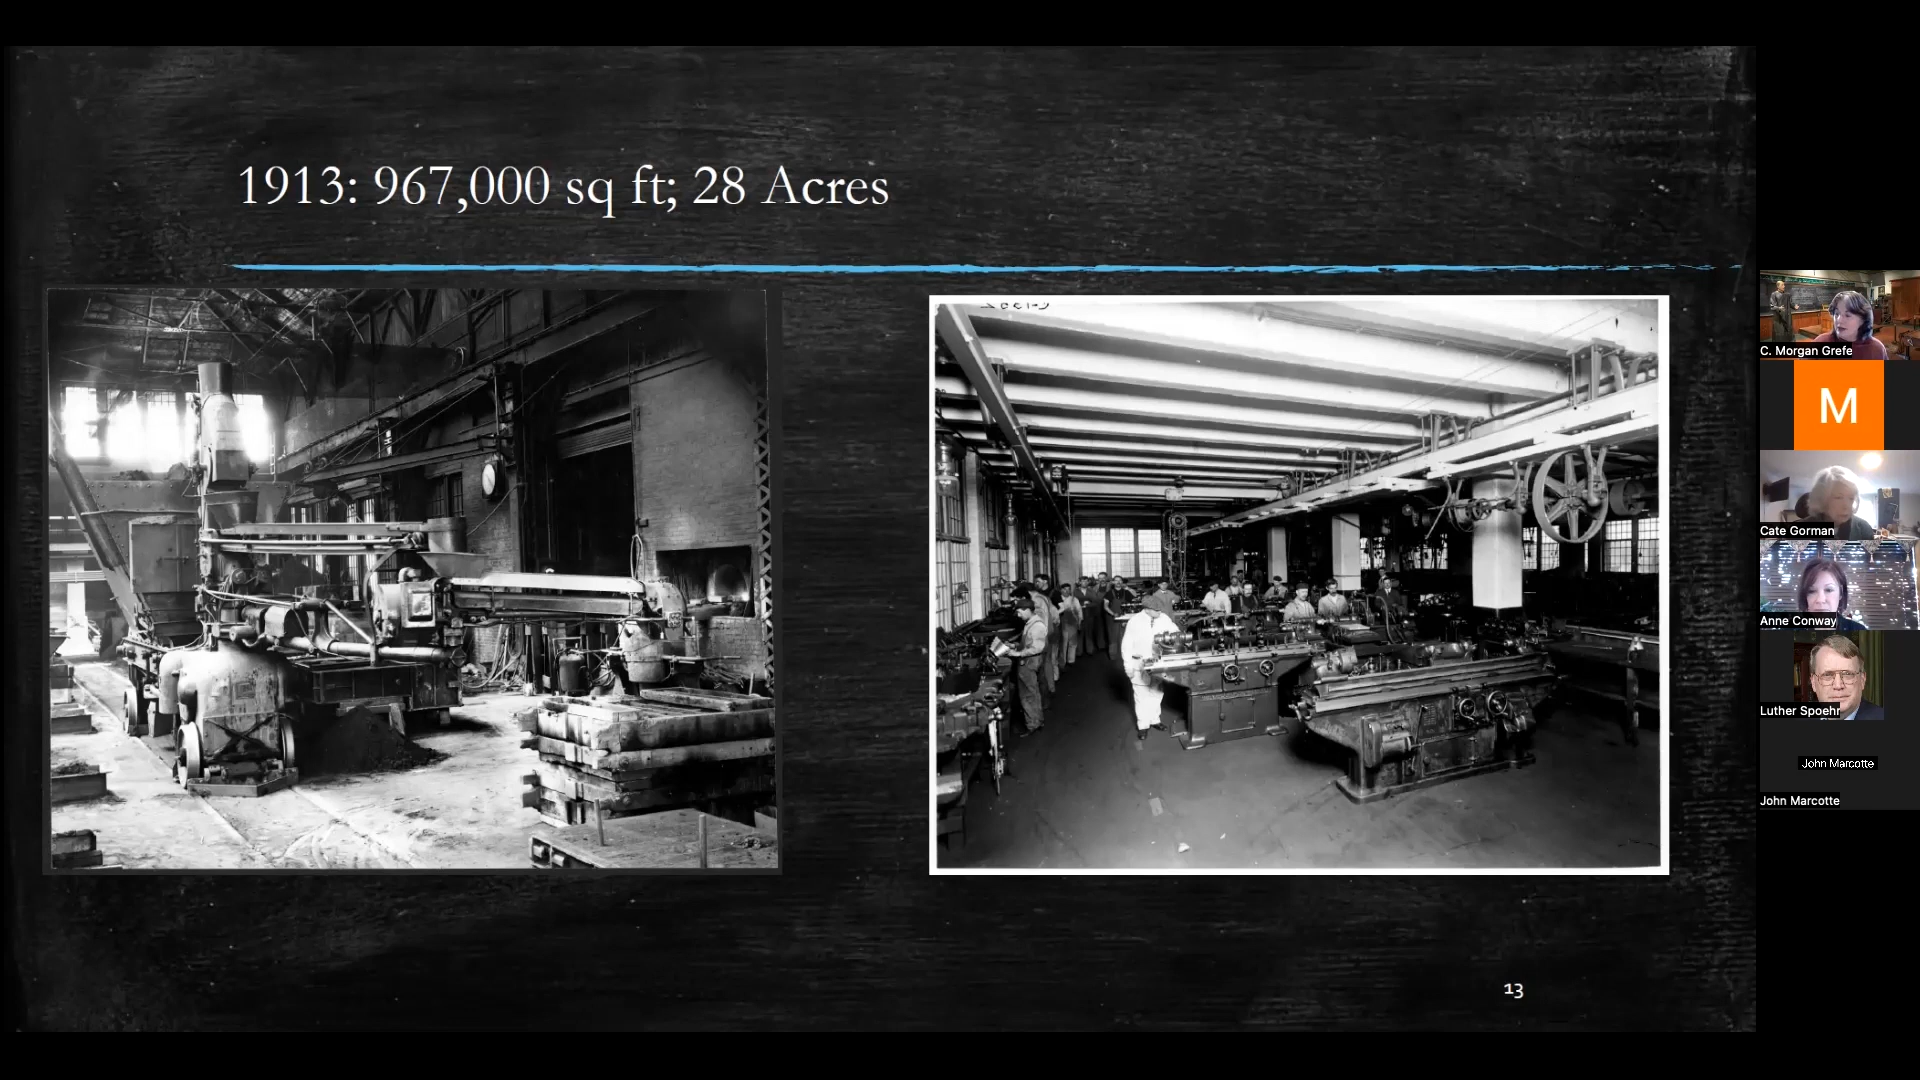 1913: 967,000 sq ft; 28 Acres
13
C. Morgan Grefe
M
Cate Gorman
Anne Conway
Luther Spoehr
John Marcotte
John Marcotte